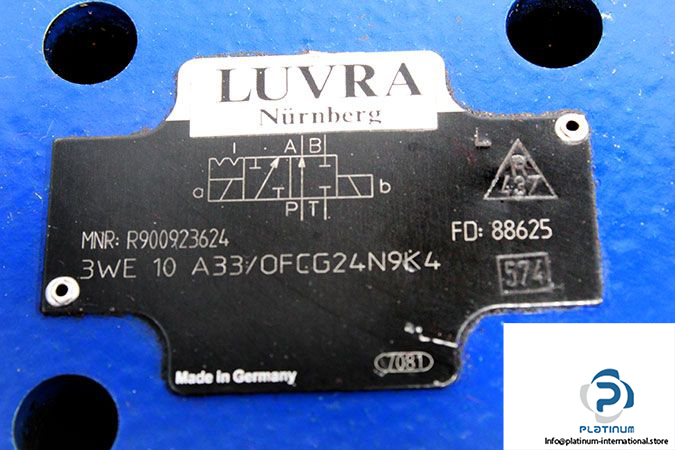 LUVRA
Nürnberg
I A B
a b
P T
L
R
437
MNR: R900923624
FD: 88625
3WE 10 A33/OFCG24N9K4
574
7081
Made in Germany
PLATINUM
Info@platinum-international.store